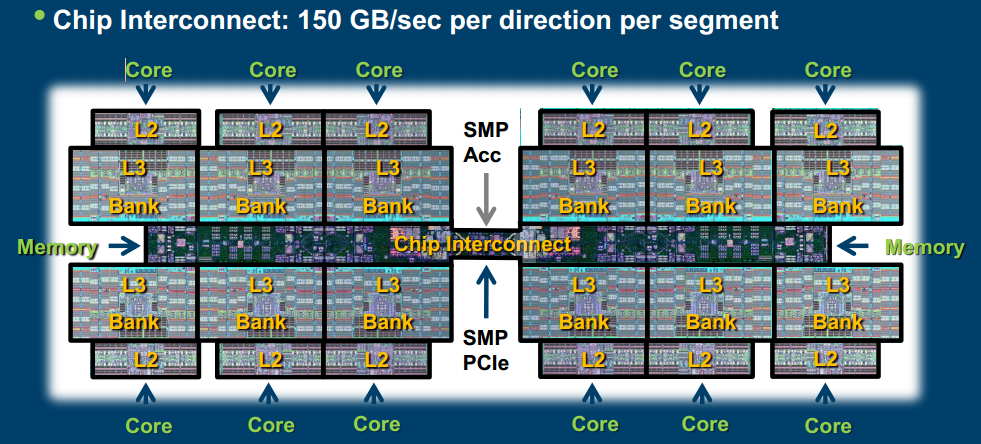 • Chip Interconnect: 150 GB/sec per direction per segment
Core Core Core Core Core Core
L2 L2 L2 SMP L2 L2 L2
Acc
L3 L3 L3 L3 L3 L3
Bank Bank Bank Bank Bank Bank
Memory Chip Interconnect Memory
L3 L3 L3 L3 L3 L3
Bank Bank Bank Bank Bank Bank
SMP
L2 L2 L2 PCIe L2 L2 L2
Core Core Core Core Core Core